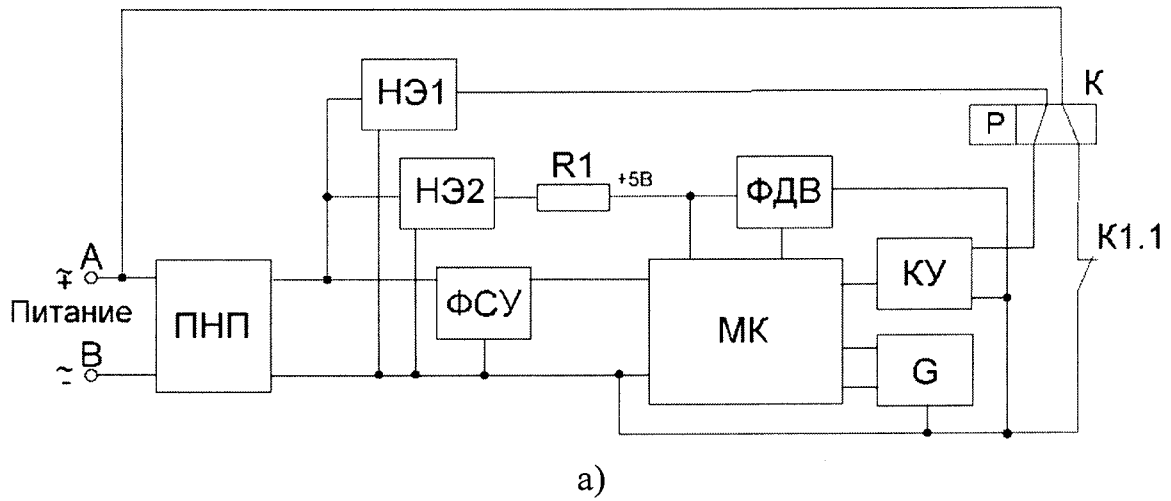 К
НЭ1
Р
R1
+5В
НЭ2
ФДВ
К1.1
А
КУ
Питание
ПНП
ФСУ
МК
В
G
а)